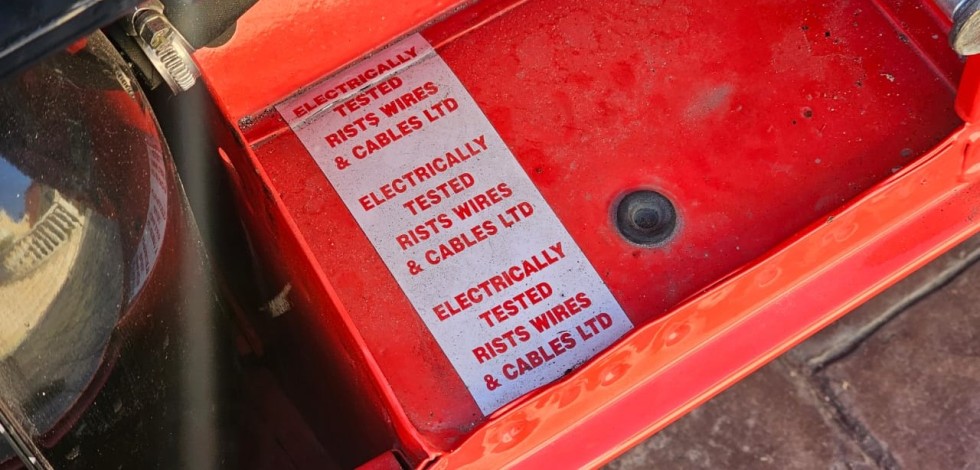 ELECTRICALLY
TESTED
RISTS WIRES
& CABLES LTD
ELECTRICALLY
TESTED
RISTS WIRES
& CABLES LTD
ELECTRICALLY
TESTED
RISTS WIRES
& CABLES LTD